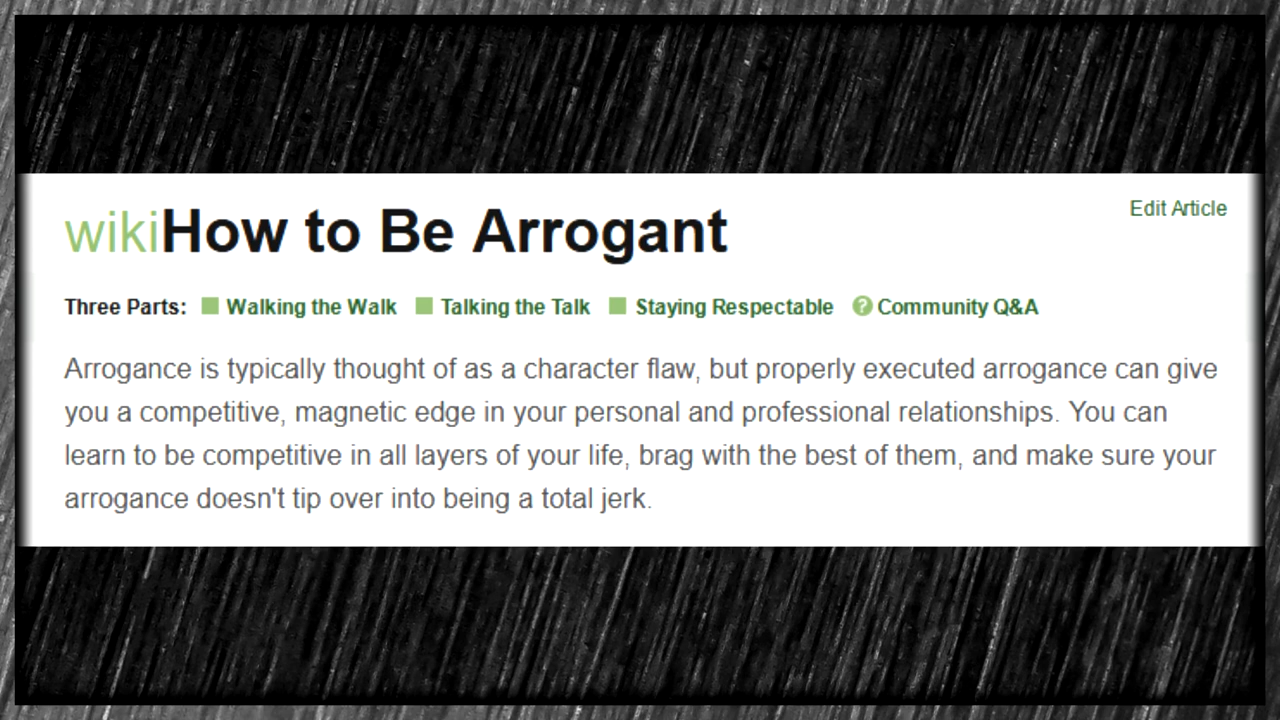 wikiHow to Be Arrogant
Edit Article
Three Parts: Walking the Walk Talking the Talk Staying Respectable ? Community Q&A
Arrogance is typically thought of as a character flaw, but properly executed arrogance can give
you a competitive, magnetic edge in your personal and professional relationships. You can
learn to be competitive in all layers of your life, brag with the best of them, and make sure your
arrogance doesn't tip over into being a total jerk.